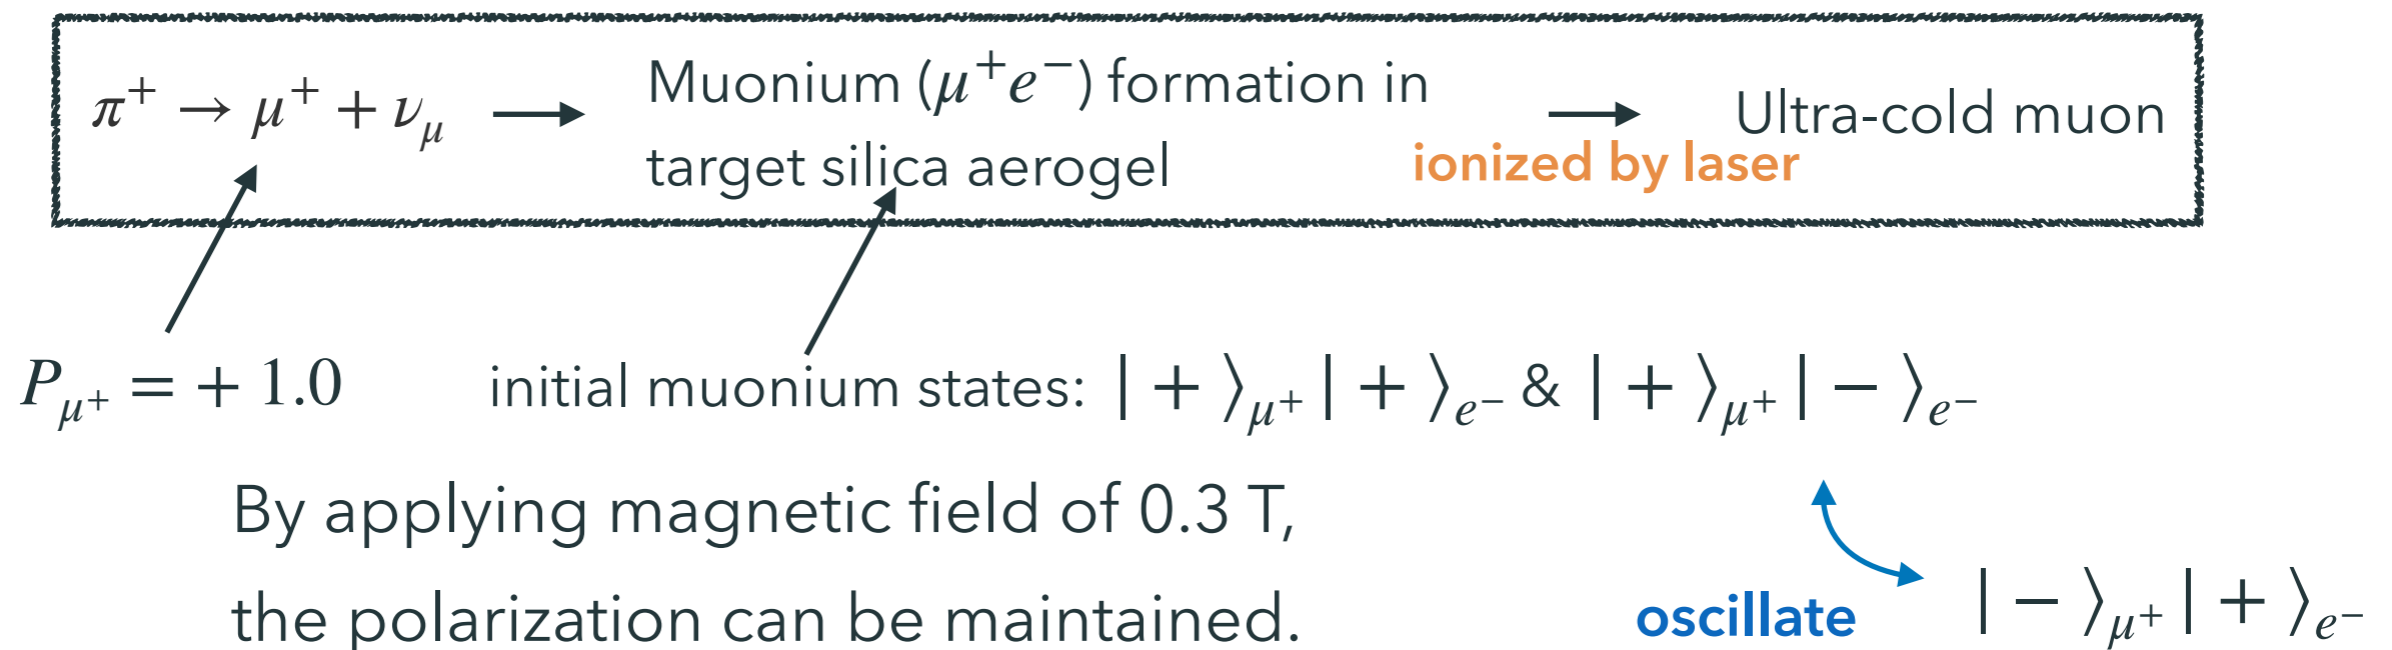 π⁺ → μ⁺ + ν_μ ⟶ Muonium (μ⁺e⁻) formation in
target silica aerogel
⟶ Ultra-cold muon
ionized by laser
P_μ⁺ = + 1.0
initial muonium states: | + ⟩_μ⁺ | + ⟩_e⁻ & | + ⟩_μ⁺ | − ⟩_e⁻
By applying magnetic field of 0.3 T,
the polarization can be maintained.
oscillate
| − ⟩_μ⁺ | + ⟩_e⁻